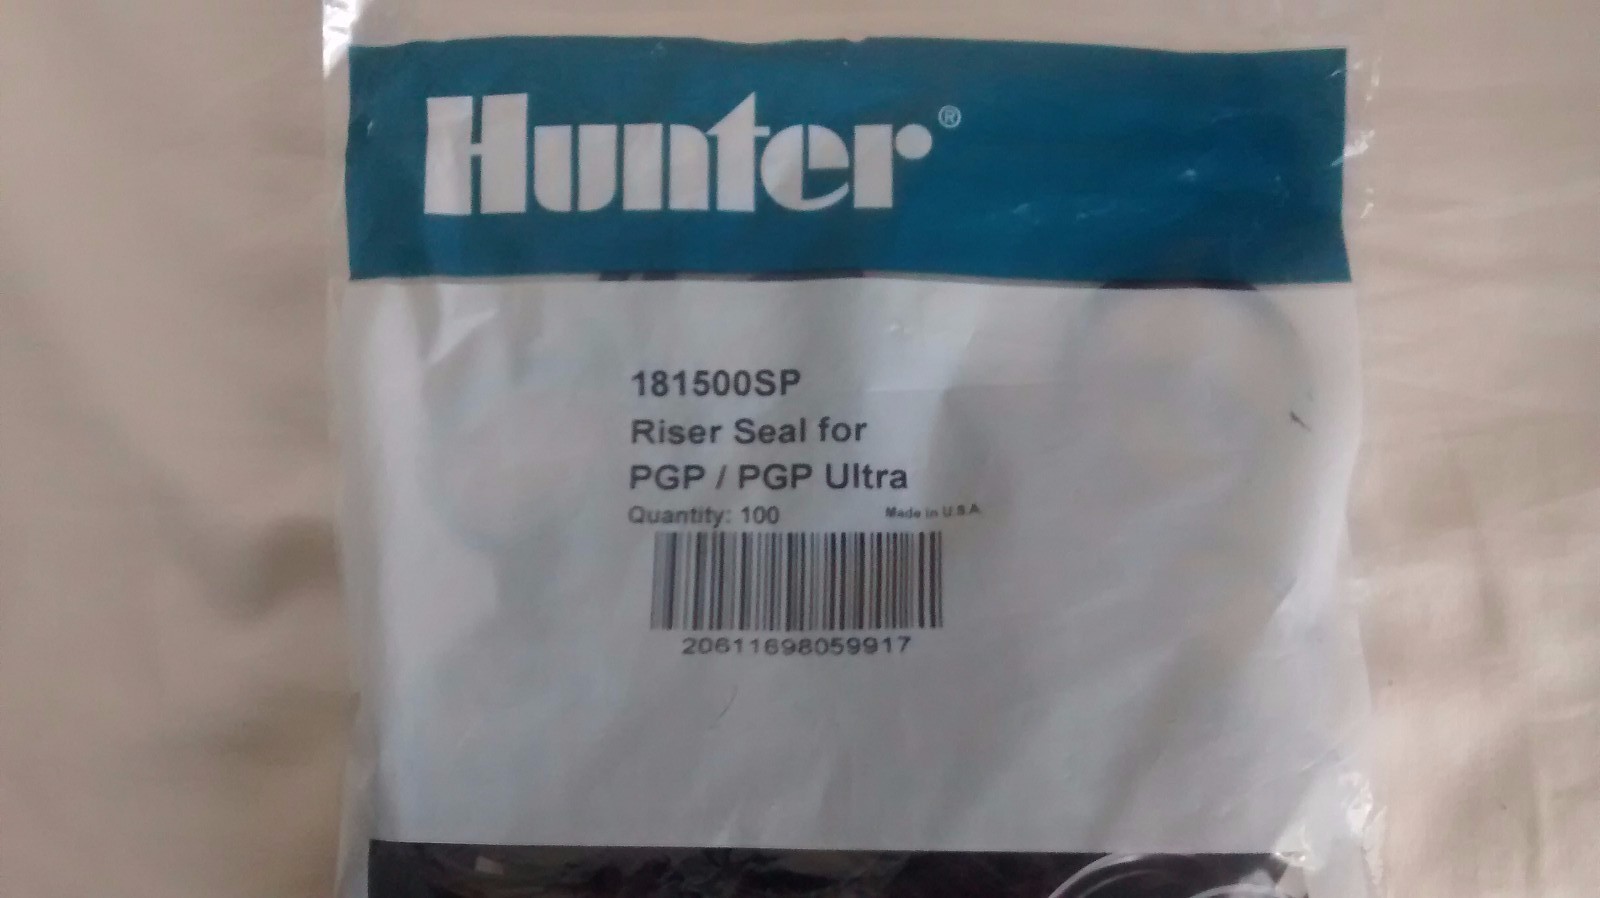 Hunter®
181500SP
Riser Seal for
PGP / PGP Ultra
Quantity: 100 Made in U.S.A.
20611698059917